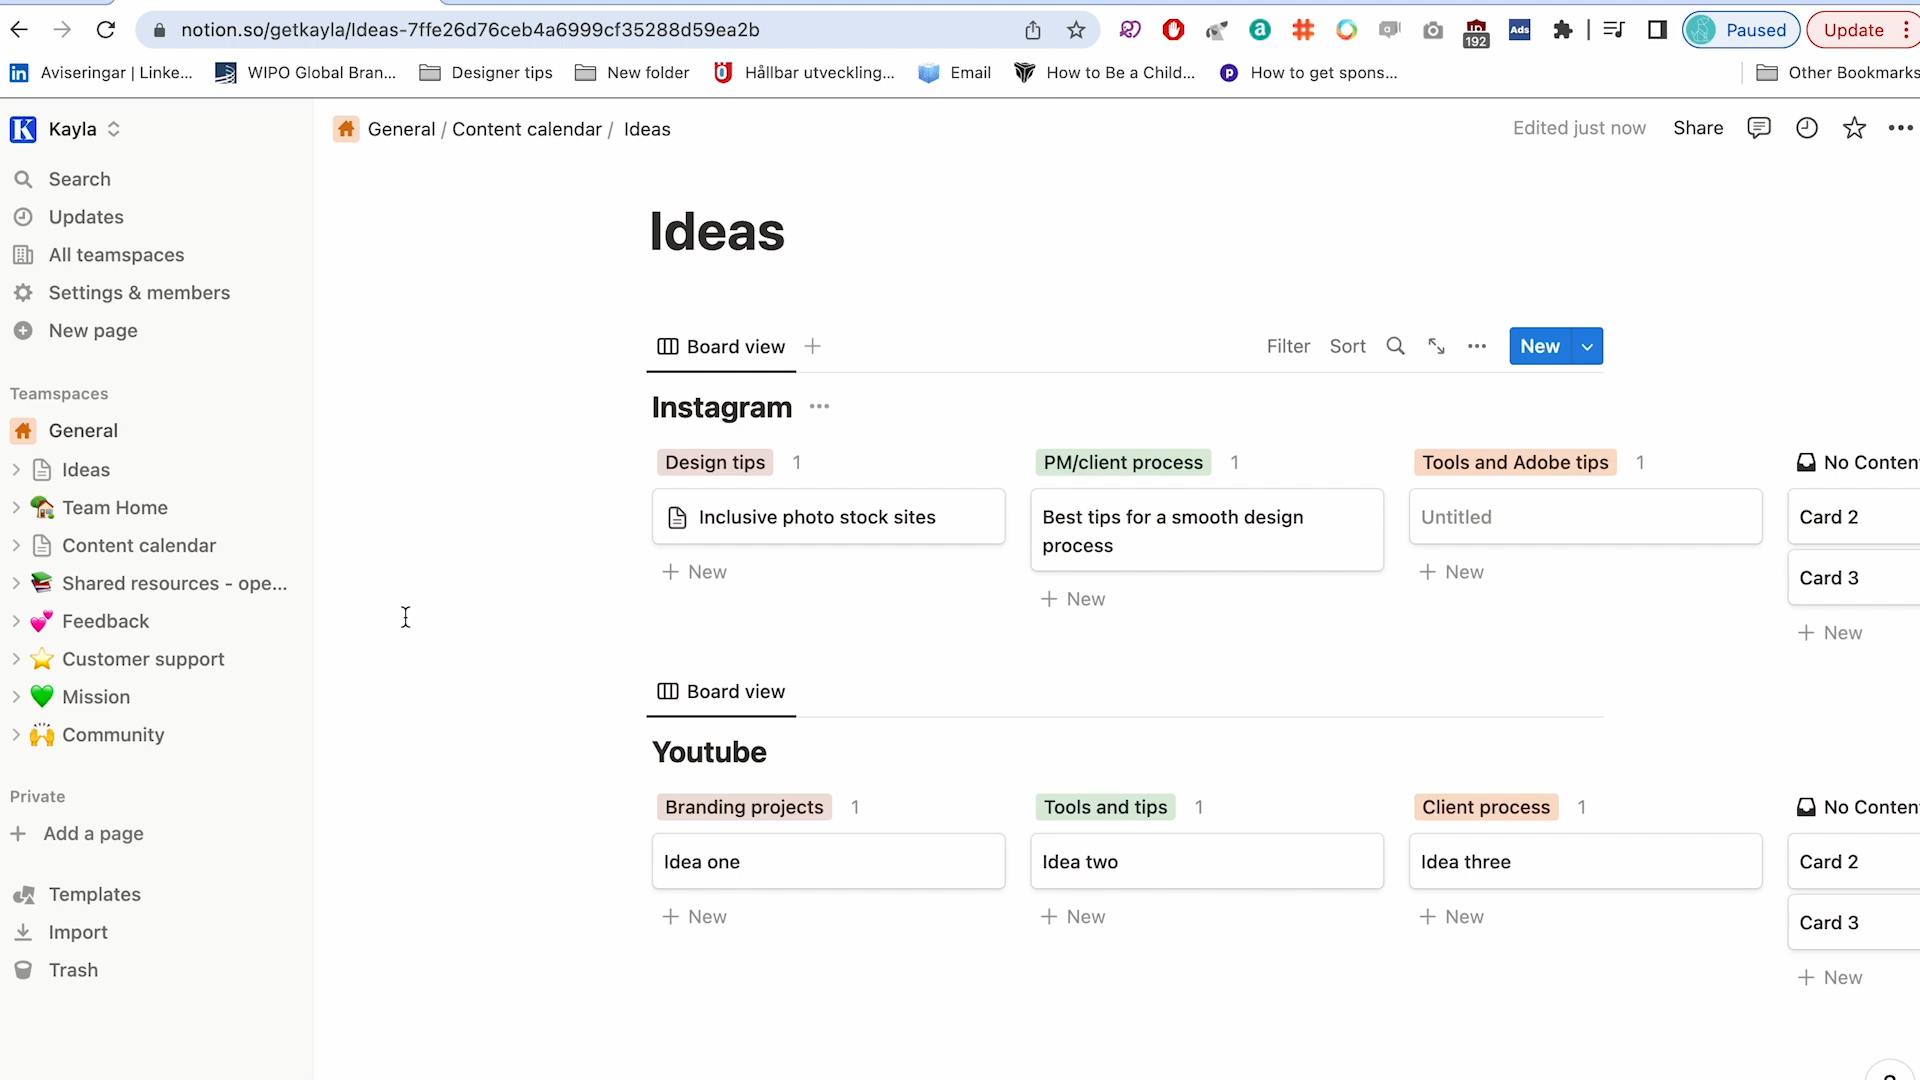 notion.so/getkayla/Ideas-7ffe26d76ceb4a6999cf35288d59ea2b
192
Ads
Paused
Update
Aviseringar | Linke...
WIPO Global Bran...
Designer tips
New folder
Hållbar utveckling...
Email
How to Be a Child...
How to get spons...
Other Bookmarks
K
Kayla
General / Content calendar / Ideas
Edited just now
Share
Search
Updates
All teamspaces
Settings & members
New page
Teamspaces
General
Ideas
Team Home
Content calendar
Shared resources - ope...
Feedback
Customer support
Mission
Community
Private
Add a page
Templates
Import
Trash
Ideas
Board view
Filter
Sort
New
Instagram
Design tips 1
PM/client process 1
Tools and Adobe tips 1
No Conten
Inclusive photo stock sites
Best tips for a smooth design
process
Untitled
Card 2
Card 3
+ New
+ New
+ New
+ New
Board view
Youtube
Branding projects 1
Tools and tips 1
Client process 1
No Conten
Idea one
Idea two
Idea three
Card 2
Card 3
+ New
+ New
+ New
+ New